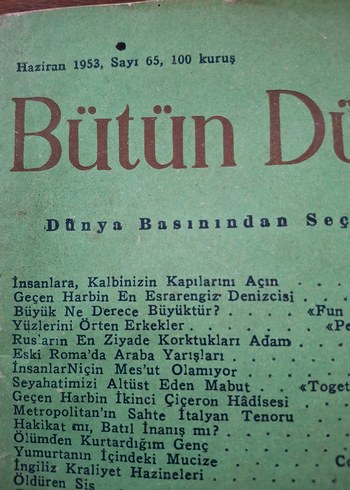 Haziran 1953, Sayı 65, 100 kuruş
Bütün Dü
Dünya Basınından Seç
İnsanlara, Kalbinizin Kapılarını Açın . .
Geçen Harbin En Esrarengiz Denizcisi . .
Büyük Ne Derece Büyüktür? . . . . «Fun
Yüzlerini Örten Erkekler . . . . . «Pe
Rusların En Ziyade Korktukları Adam . .
Eski Roma'da Araba Yarışları . . . .
İnsanlarNiçin Mes'ut Olamıyor . . . .
Seyahatimizi Altüst Eden Mabut . . «Toget
Geçen Harbin İkinci Çiçeron Hâdisesi . .
Metropolitan'ın Sahte İtalyan Tenoru . .
Hakikat mı, Batıl İnanış mı? . . . .
Ölümden Kurtardığım Genç . . . . .
Yumurtanın İçindeki Mucize . . . . Co
İngiliz Kraliyet Hazineleri . . . .
Öldüren Sis